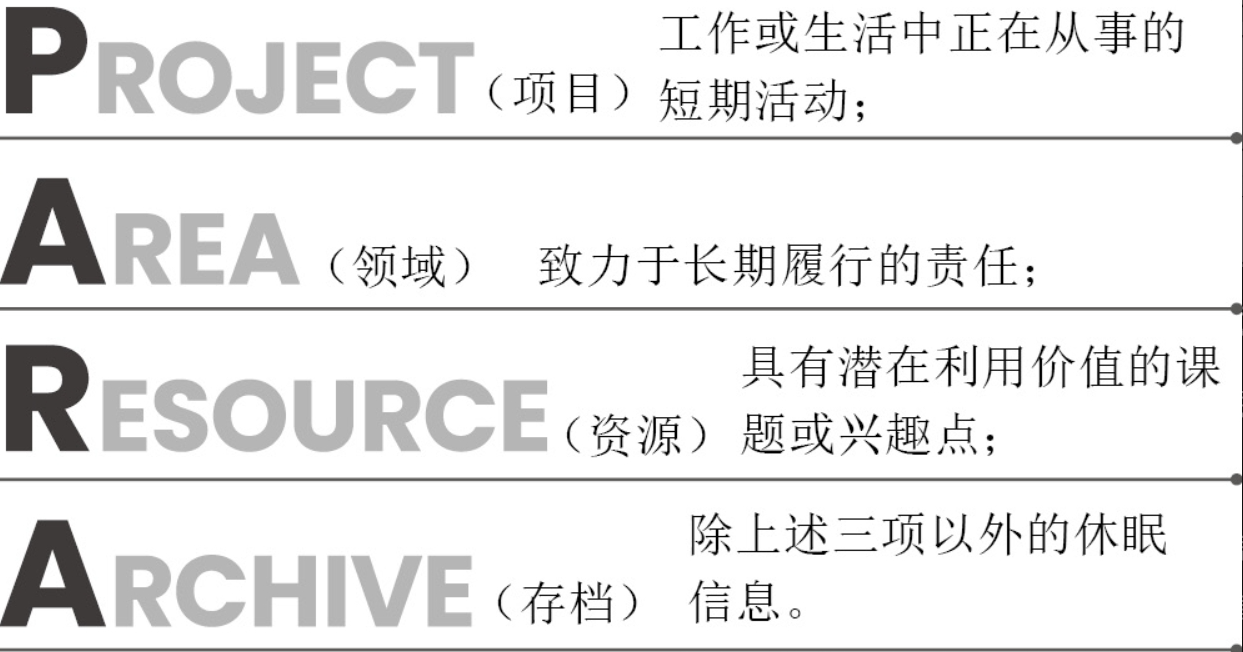 PROJECT（项目）工作或生活中正在从事的
短期活动；
AREA（领域） 致力于长期履行的责任；
RESOURCE（资源）具有潜在利用价值的课
题或兴趣点；
ARCHIVE（存档）除上述三项以外的休眠
信息。